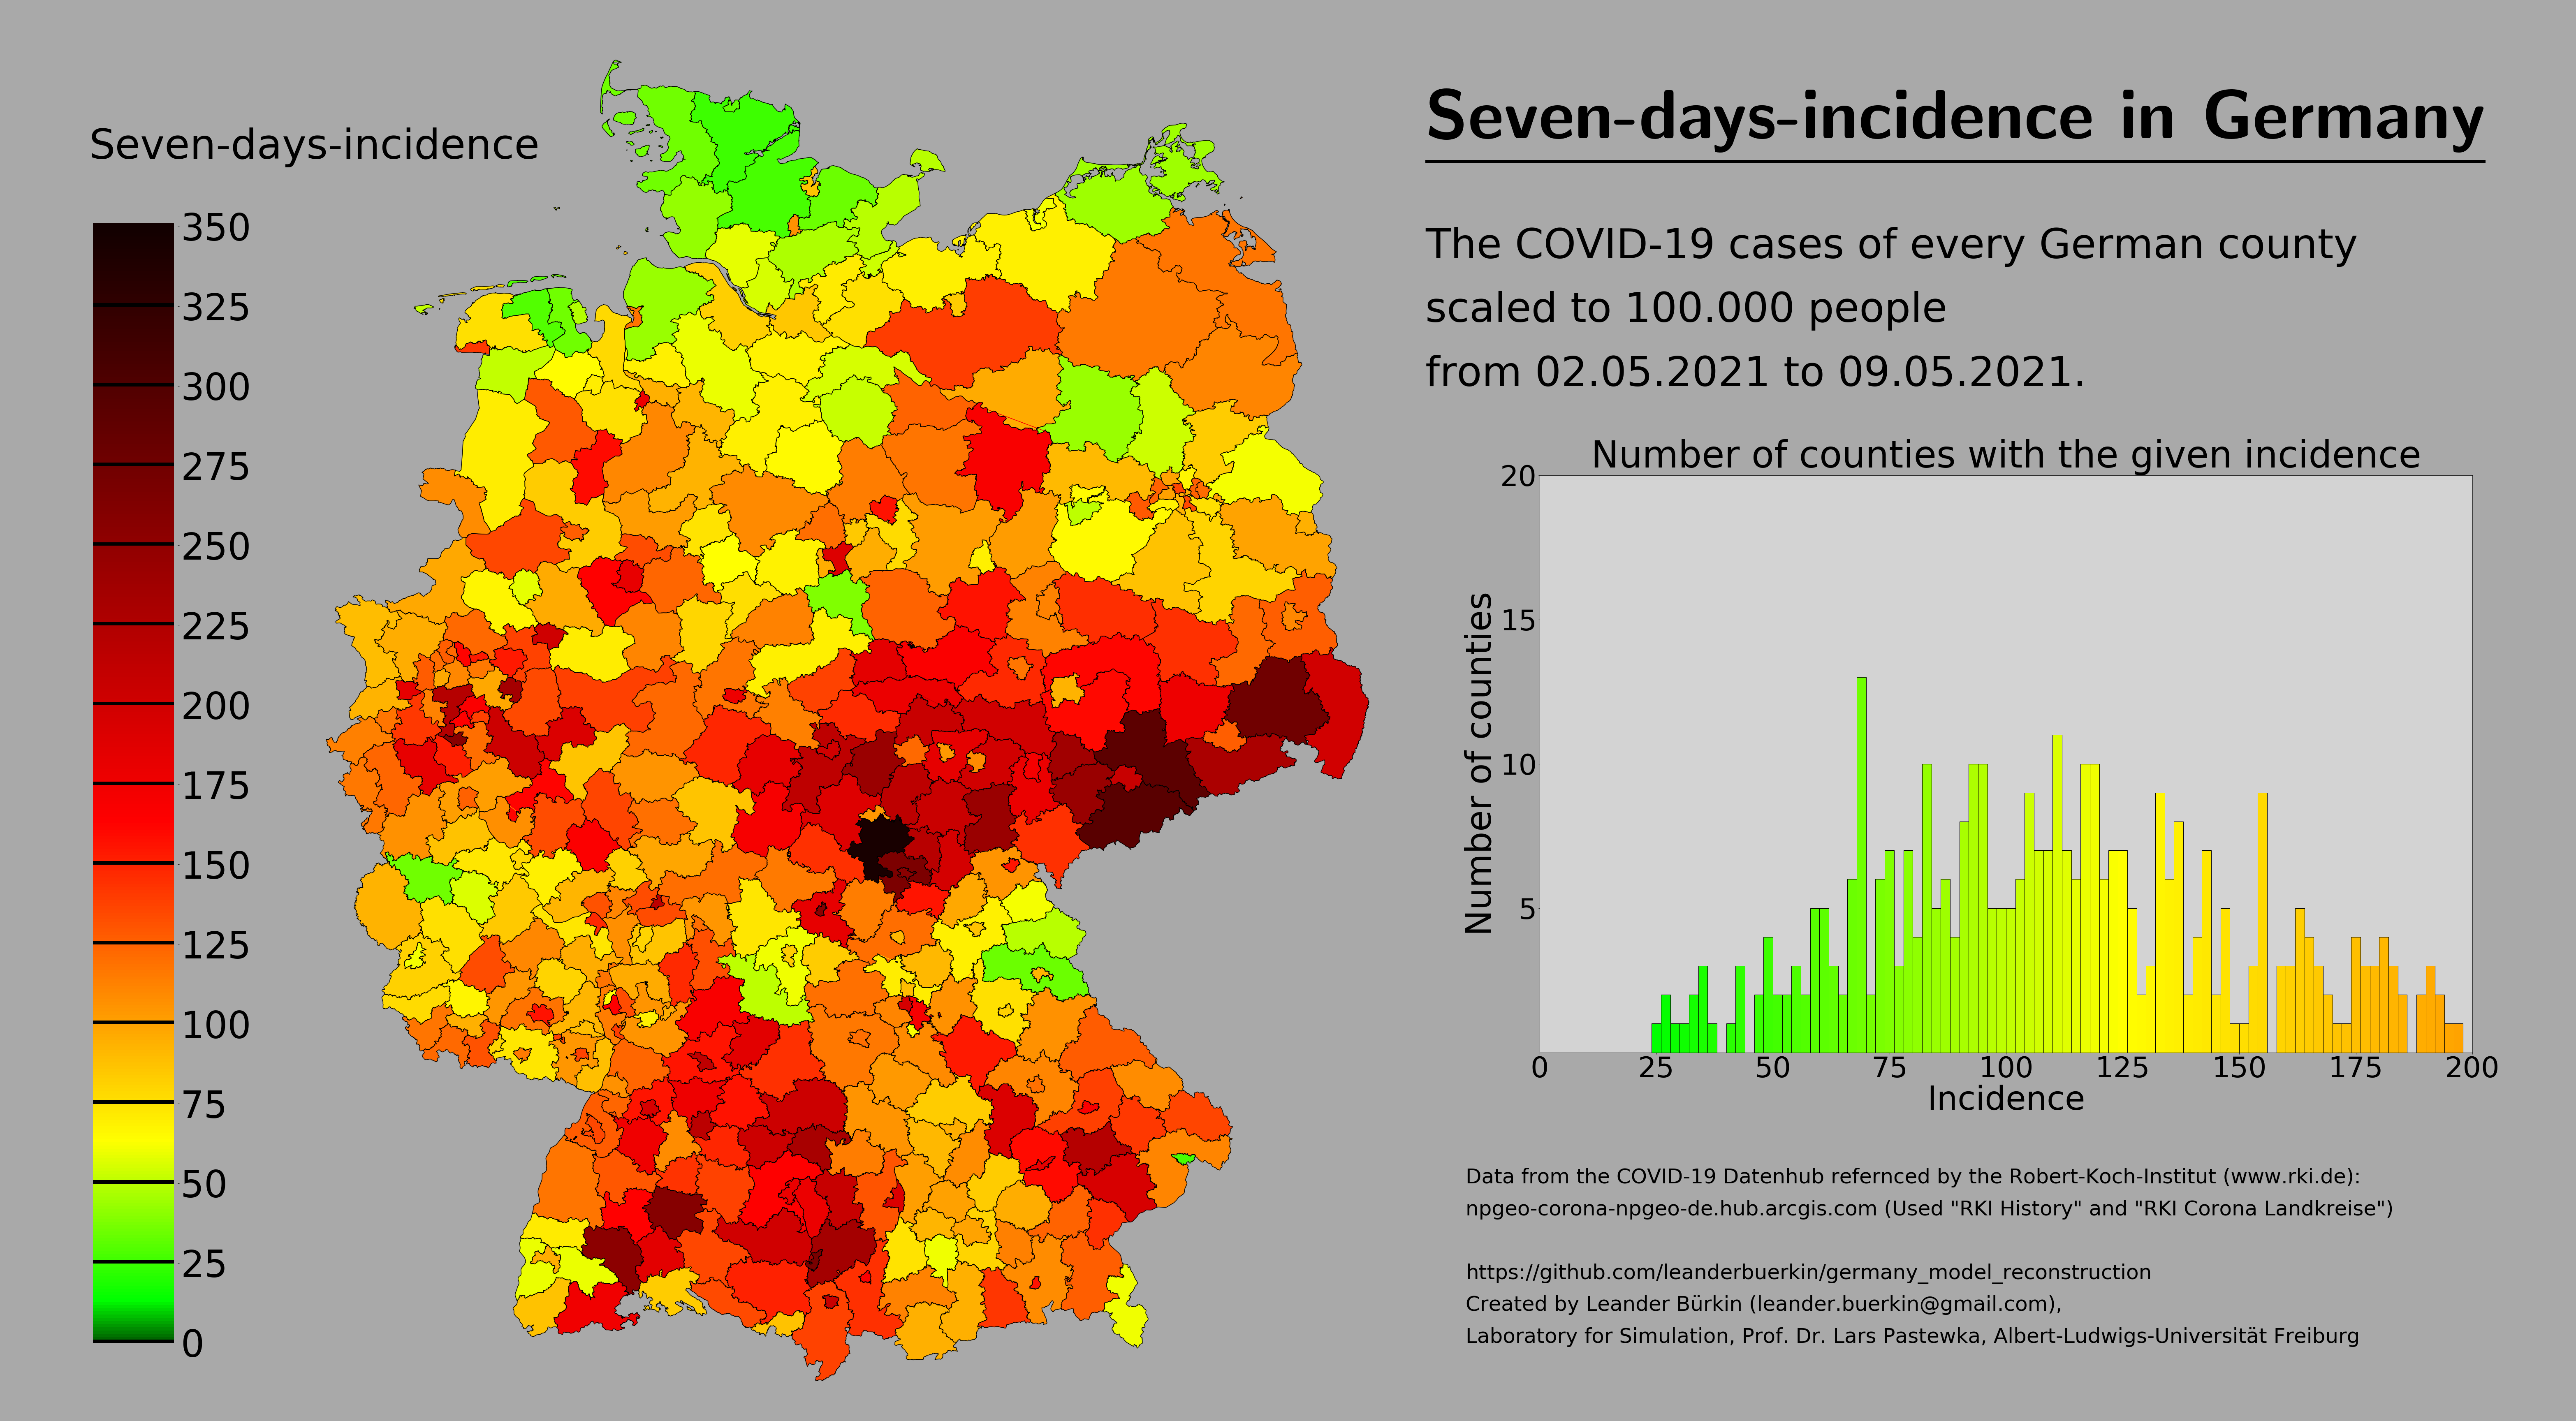 Seven-days-incidence in Germany
Seven-days-incidence
350
325
300
275
250
225
200
175
150
125
100
75
50
25
0
The COVID-19 cases of every German county
scaled to 100.000 people
from 02.05.2021 to 09.05.2021.
Number of counties with the given incidence
Number of counties
20
15
10
5
0 25 50 75 100 125 150 175 200
Incidence
Data from the COVID-19 Datenhub refernced by the Robert-Koch-Institut (www.rki.de):
npgeo-corona-npgeo-de.hub.arcgis.com (Used "RKI History" and "RKI Corona Landkreise")
https://github.com/leanderbuerkin/germany_model_reconstruction
Created by Leander Bürkin (leander.buerkin@gmail.com),
Laboratory for Simulation, Prof. Dr. Lars Pastewka, Albert-Ludwigs-Universität Freiburg